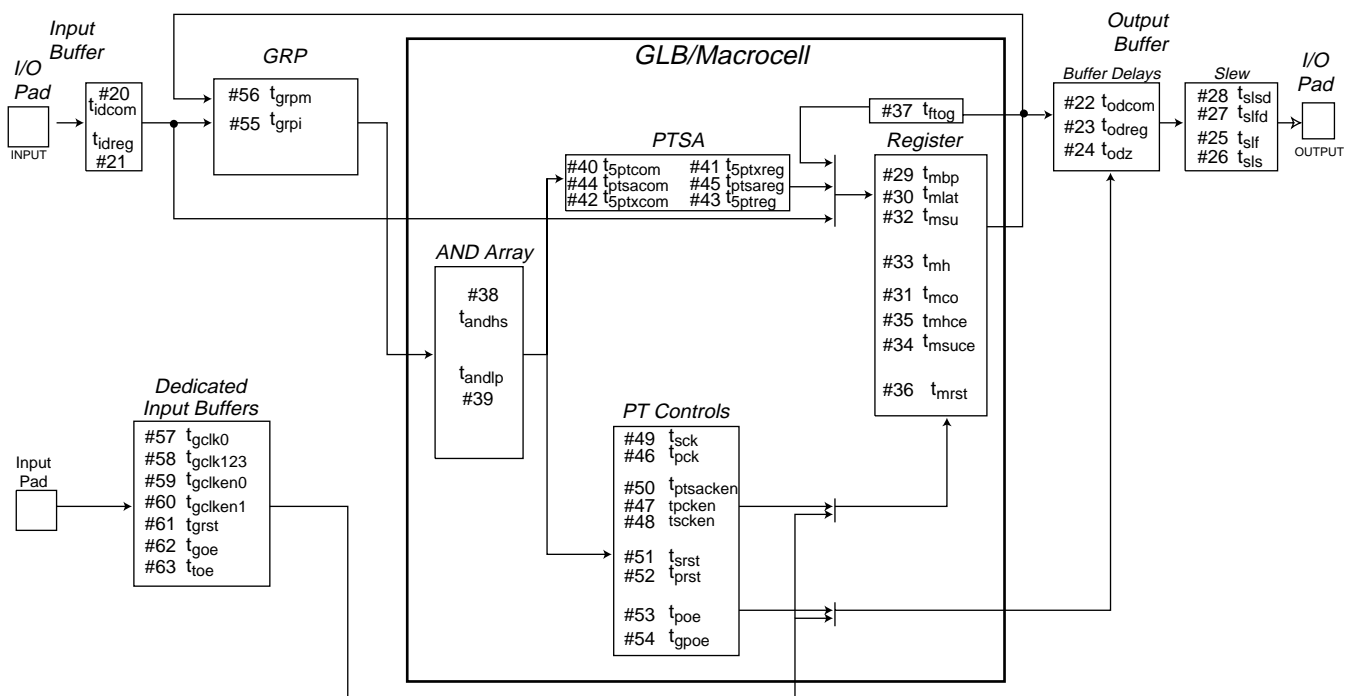 Input
Buffer
I/O
Pad
INPUT
#20
tidcom
tidreg
#21
GRP
#56 tgrpm
#55 tgrpi
GLB/Macrocell
#37 tftog
PTSA
#40 t5ptcom #41 t5ptxreg
#44 tptsacom #45 tptsareg
#42 t5ptxcom #43 t5ptreg
Register
#29 tmbp
#30 tmlat
#32 tmsu
#33 tmh
#31 tmco
#35 tmhce
#34 tmsuce
#36 tmrst
Output
Buffer
Buffer Delays
#22 todcom
#23 todreg
#24 todz
Slew
#28 tslsd
#27 tslfd
#25 tslf
#26 tsls
I/O
Pad
OUTPUT
AND Array
#38
tandhs
tandlp
#39
Dedicated
Input Buffers
Input
Pad
#57 tgclk0
#58 tgclk123
#59 tgclken0
#60 tgclken1
#61 tgrst
#62 tgoe
#63 ttoe
PT Controls
#49 tsck
#46 tpck
#50 tptsacken
#47 tpcken
#48 tscken
#51 tsrst
#52 tprst
#53 tpoe
#54 tgpoe